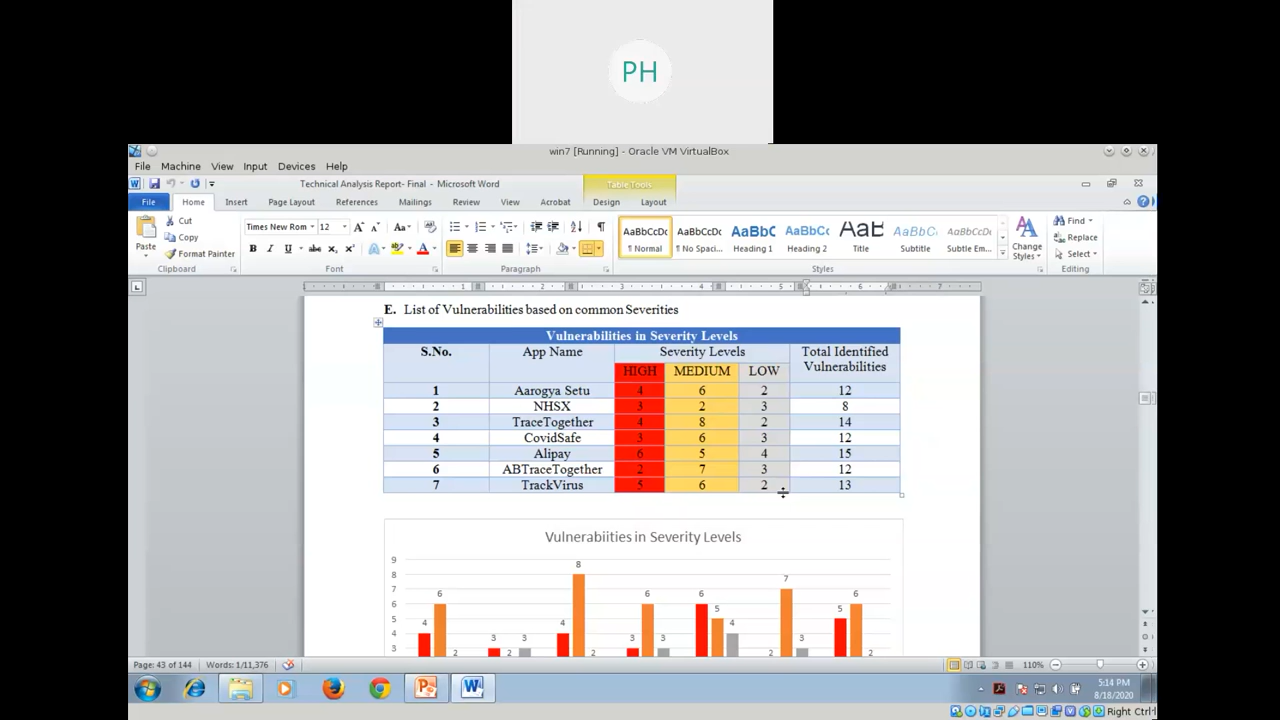 PH
win7 [Running] - Oracle VM VirtualBox
File Machine View Input Devices Help
Technical Analysis Report- Final - Microsoft Word Table Tools
File Home Insert Page Layout References Mailings Review View Acrobat Design Layout
Paste Cut Copy Format Painter
Times New Rom 12
AaBbCcDc AaBbCcDc AaBbC AaBbCc AaB AaBbCc. AaBbCcDc
¶ Normal ¶ No Spaci... Heading 1 Heading 2 Title Subtitle Subtle Em...
Change Styles
Find Replace Select
Clipboard Font Paragraph Styles Editing
1 2 3 4 5 6 7
E. List of Vulnerabilities based on common Severities
Vulnerabilities in Severity Levels
S.No. App Name Severity Levels Total Identified Vulnerabilities
HIGH MEDIUM LOW
1 Aarogya Setu 4 6 2 12
2 NHSX 3 2 3 8
3 TraceTogether 4 8 2 14
4 CovidSafe 3 6 3 12
5 Alipay 6 5 4 15
6 ABTraceTogether 2 7 3 12
7 TrackVirus 5 6 2 13
Vulnerabiities in Severity Levels
9
8 8
7 7
6 6 6 6 6
5 5 5
4 4 4 4
3 3 3 3 3 3
2 2 2 2 2
Page: 43 of 144 Words: 1/11,376 110%
5:14 PM
8/18/2020
Right Ctrl